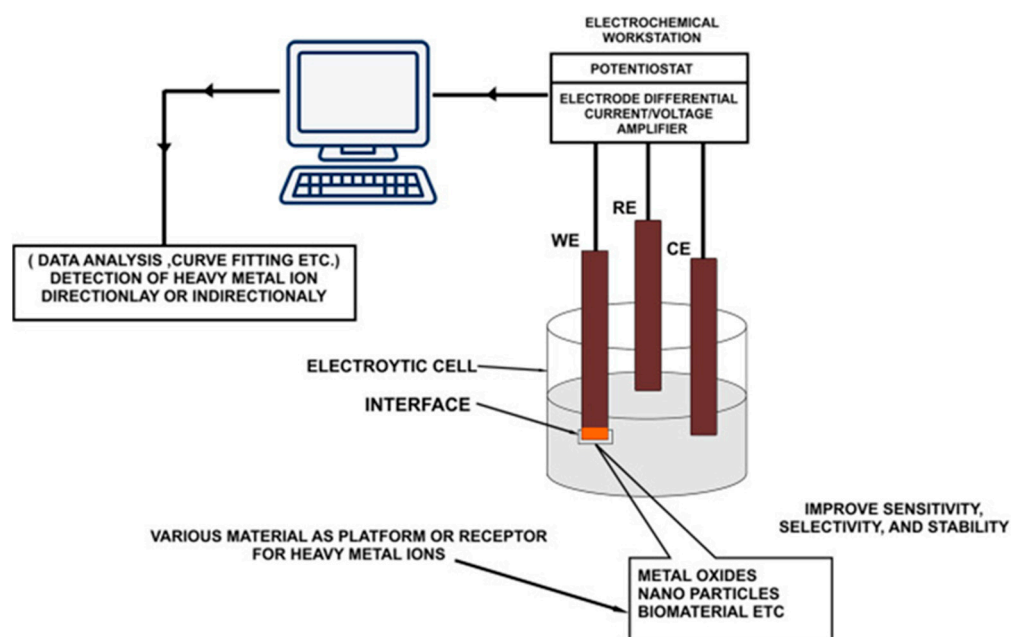 ELECTROCHEMICAL
WORKSTATION
POTENTIOSTAT
ELECTRODE DIFFERENTIAL
CURRENT/VOLTAGE
AMPLIFIER
RE
WE
CE
( DATA ANALYSIS ,CURVE FITTING ETC.)
DETECTION OF HEAVY METAL ION
DIRECTIONLAY OR INDIRECTIONALY
ELECTROYTIC CELL
INTERFACE
IMPROVE SENSITIVITY,
SELECTIVITY, AND STABILITY
VARIOUS MATERIAL AS PLATFORM OR RECEPTOR
FOR HEAVY METAL IONS
METAL OXIDES
NANO PARTICLES
BIOMATERIAL ETC